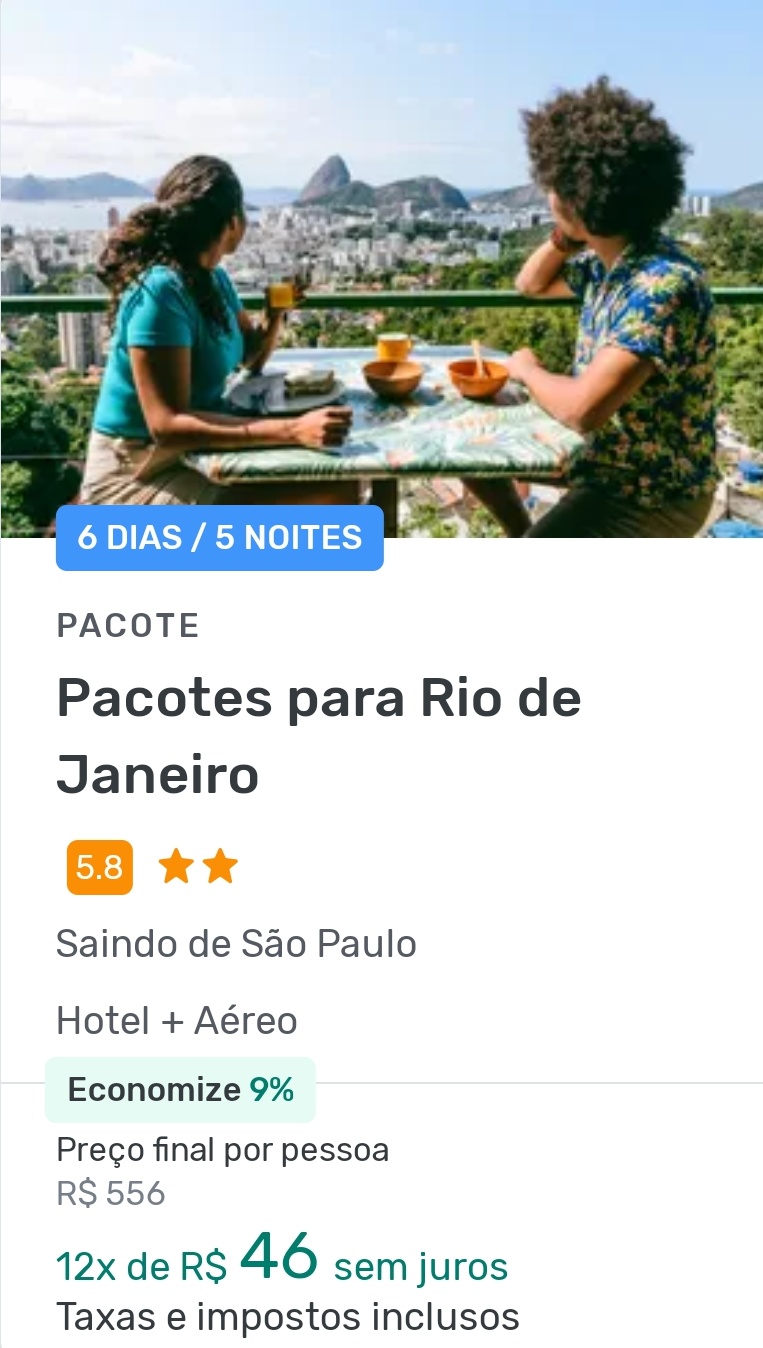 6 DIAS / 5 NOITES
PACOTE
Pacotes para Rio de
Janeiro
5.8
Saindo de São Paulo
Hotel + Aéreo
Economize 9%
Preço final por pessoa
R$ 556
12x de R$ 46 sem juros
Taxas e impostos inclusos